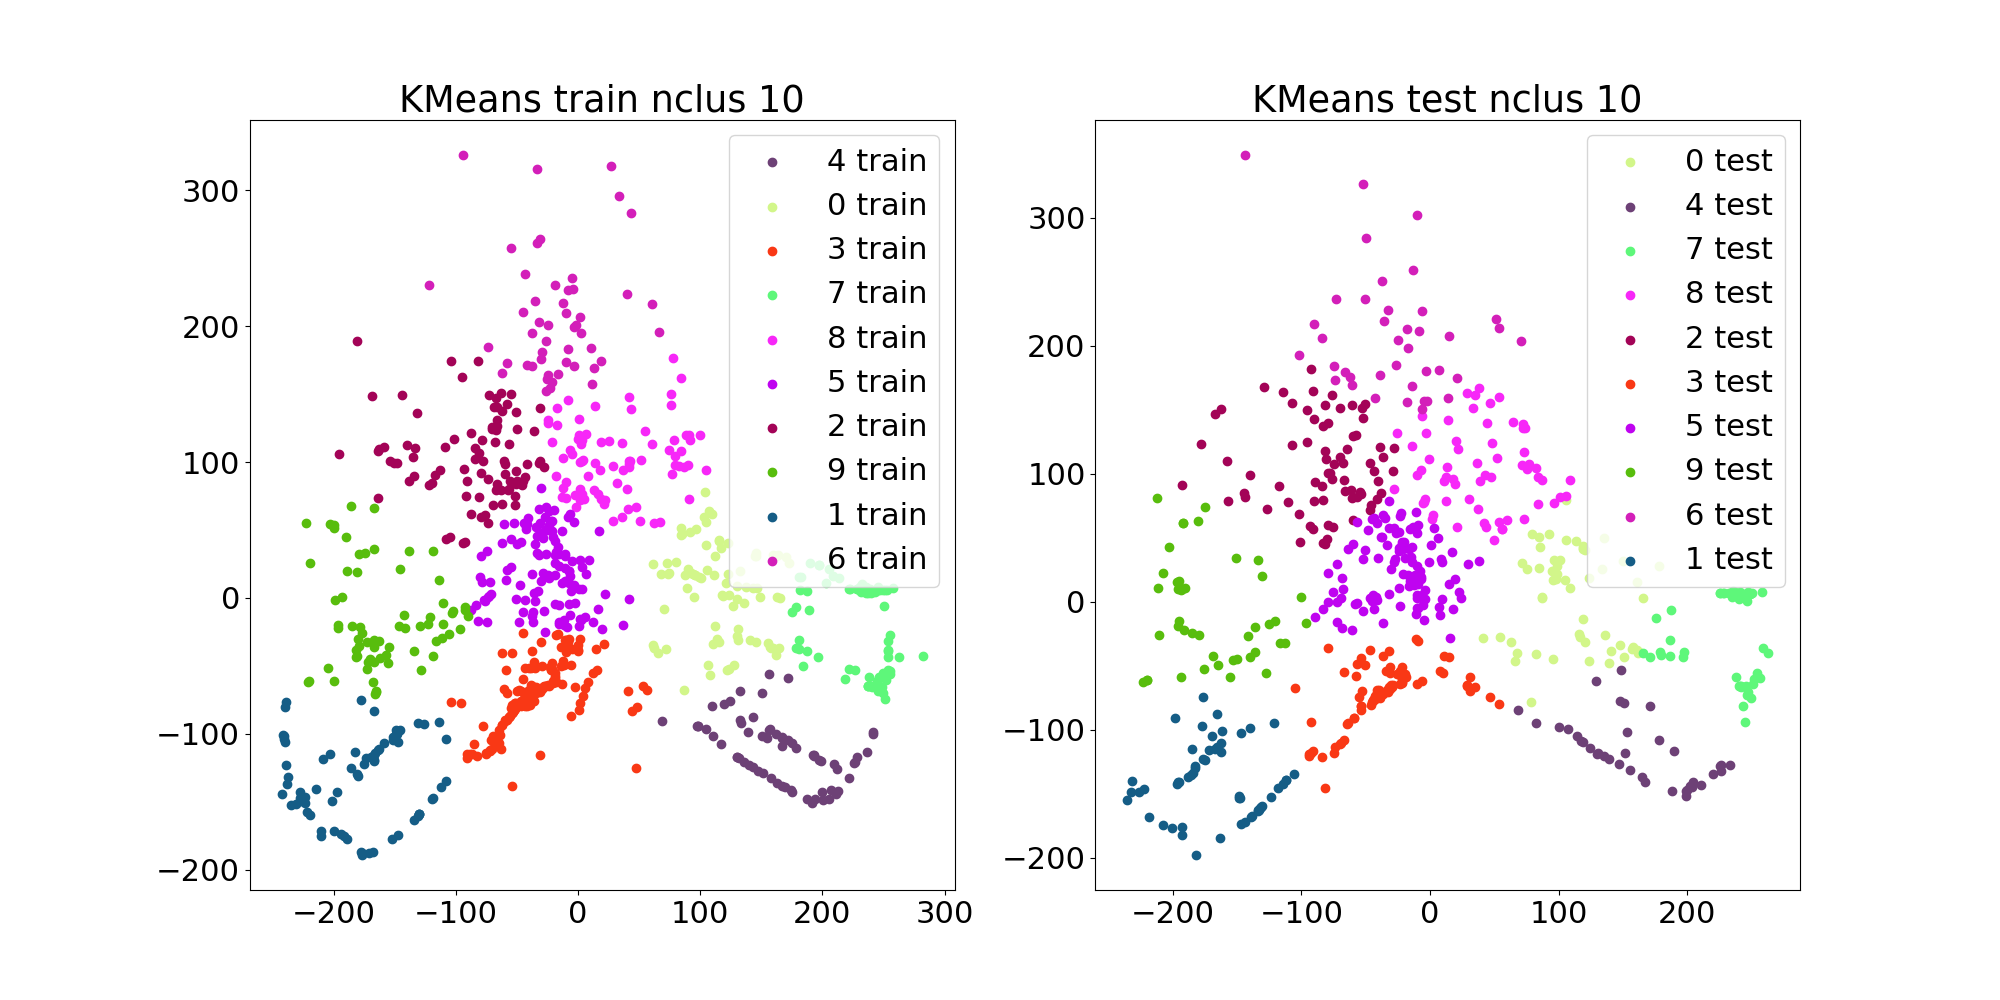 KMeans train nclus 10
300
200
100
0
−100
−200
−200
−100
0
100
200
300
4 train
0 train
3 train
7 train
8 train
5 train
2 train
9 train
1 train
6 train
KMeans test nclus 10
300
200
100
0
−100
−200
−200
−100
0
100
200
0 test
4 test
7 test
8 test
2 test
3 test
5 test
9 test
6 test
1 test